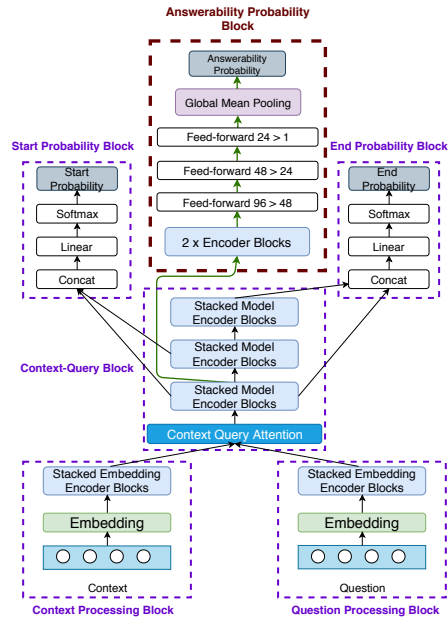 Answerability Probability
Block
Answerability
Probability
Global Mean Pooling
Feed-forward 24 > 1
Feed-forward 48 > 24
Feed-forward 96 > 48
2 x Encoder Blocks
Start Probability Block
Start
Probability
Softmax
Linear
Concat
End Probability Block
End
Probability
Softmax
Linear
Concat
Context-Query Block
Stacked Model
Encoder Blocks
Stacked Model
Encoder Blocks
Stacked Model
Encoder Blocks
Context Query Attention
Stacked Embedding
Encoder Blocks
Embedding
Context
Context Processing Block
Stacked Embedding
Encoder Blocks
Embedding
Question
Question Processing Block